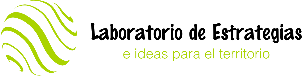 Laboratorio de Estrategias
e ideas para el territorio